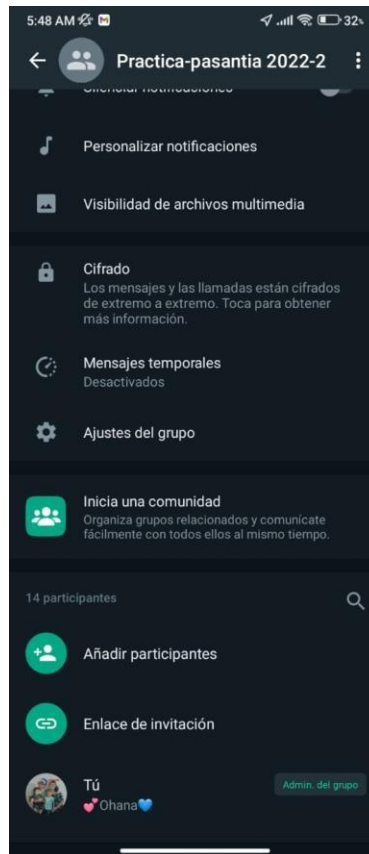 5:48 AM 32%
Practica-pasantia 2022-2
Silenciar notificaciones
Personalizar notificaciones
Visibilidad de archivos multimedia
Cifrado
Los mensajes y las llamadas están cifrados
de extremo a extremo. Toca para obtener
más información.
Mensajes temporales
Desactivados
Ajustes del grupo
Inicia una comunidad
Organiza grupos relacionados y comunícate
fácilmente con todos ellos al mismo tiempo.
14 participantes
Añadir participantes
Enlace de invitación
Tú
Admin. del grupo
💕Ohana💙